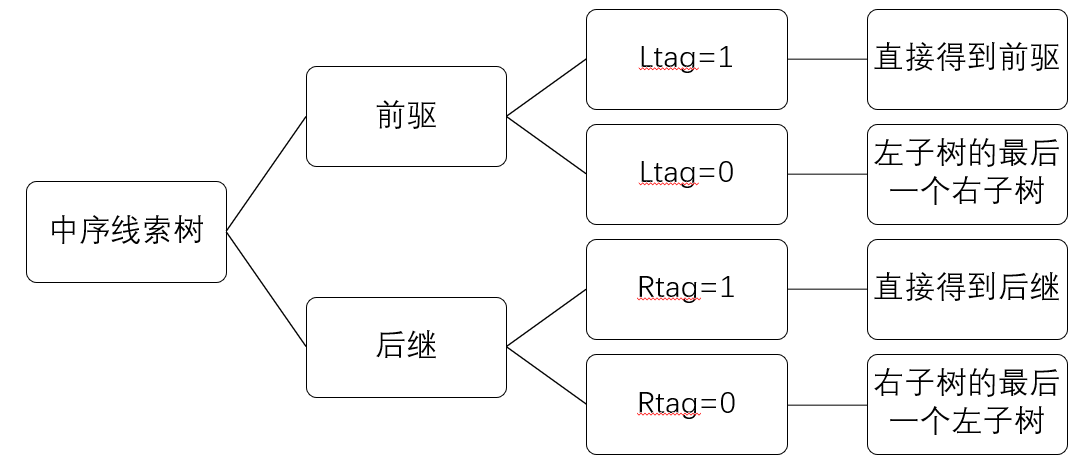 中序线索树
前驱
Ltag=1
直接得到前驱
Ltag=0
左子树的最后
一个右子树
后继
Rtag=1
直接得到后继
Rtag=0
右子树的最后
一个左子树